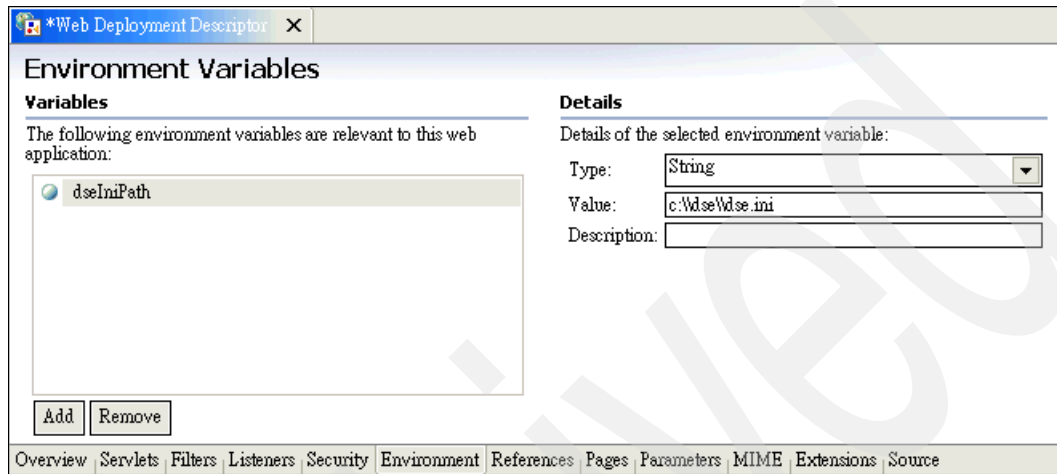 *Web Deployment Descriptor
Environment Variables
Variables
The following environment variables are relevant to this web
application:
dseIniPath
Add Remove
Details
Details of the selected environment variable:
Type: String
Value: c:\\dse\\dse.ini
Description:
Overview Servlets Filters Listeners Security Environment References Pages Parameters MIME Extensions Source